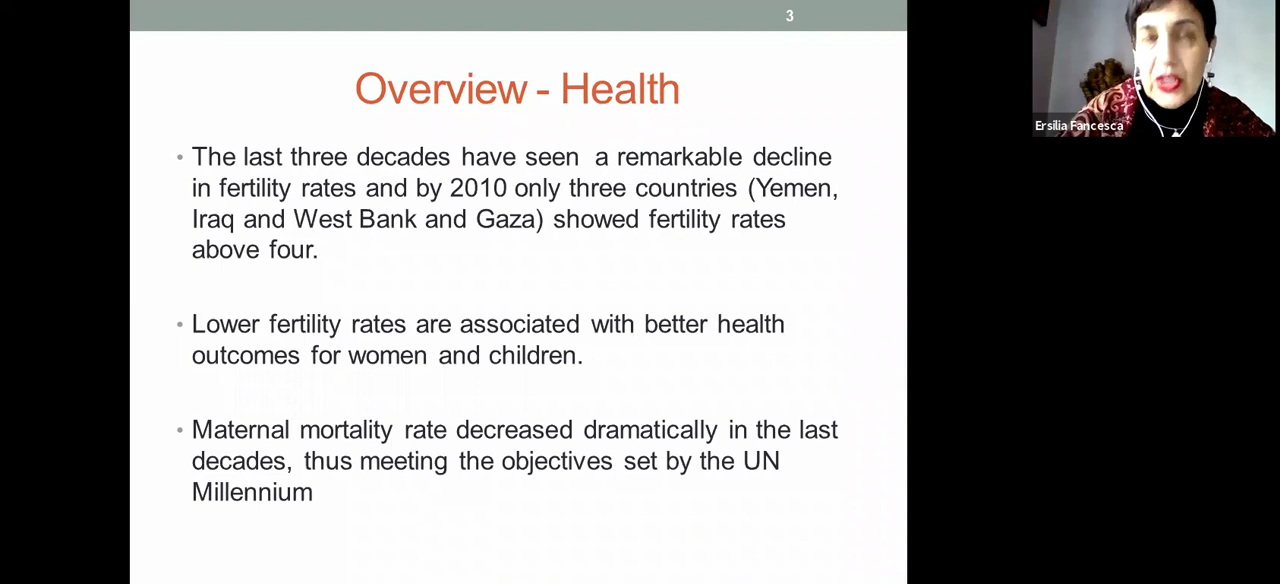 3
Overview - Health
• The last three decades have seen a remarkable decline
in fertility rates and by 2010 only three countries (Yemen,
Iraq and West Bank and Gaza) showed fertility rates
above four.
• Lower fertility rates are associated with better health
outcomes for women and children.
• Maternal mortality rate decreased dramatically in the last
decades, thus meeting the objectives set by the UN
Millennium
Ersilia Fancesca